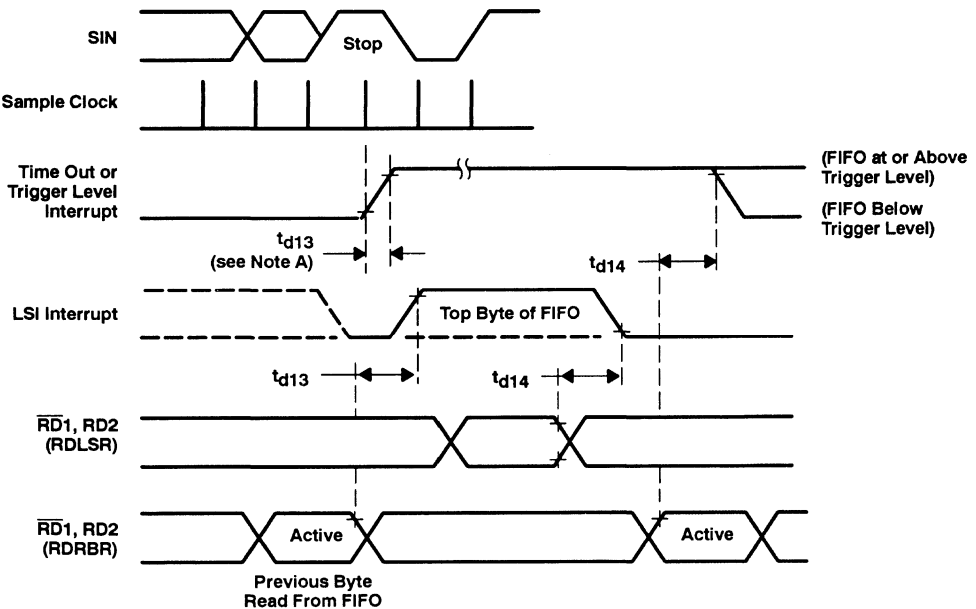 SIN
Stop
Sample Clock
Time Out or
Trigger Level
Interrupt
(FIFO at or Above
Trigger Level)
(FIFO Below
Trigger Level)
td13
(see Note A)
td14
LSI Interrupt
Top Byte of FIFO
td13
td14
R̅D̅1, RD2
(RDLSR)
R̅D̅1, RD2
(RDRBR)
Active
Active
Previous Byte
Read From FIFO